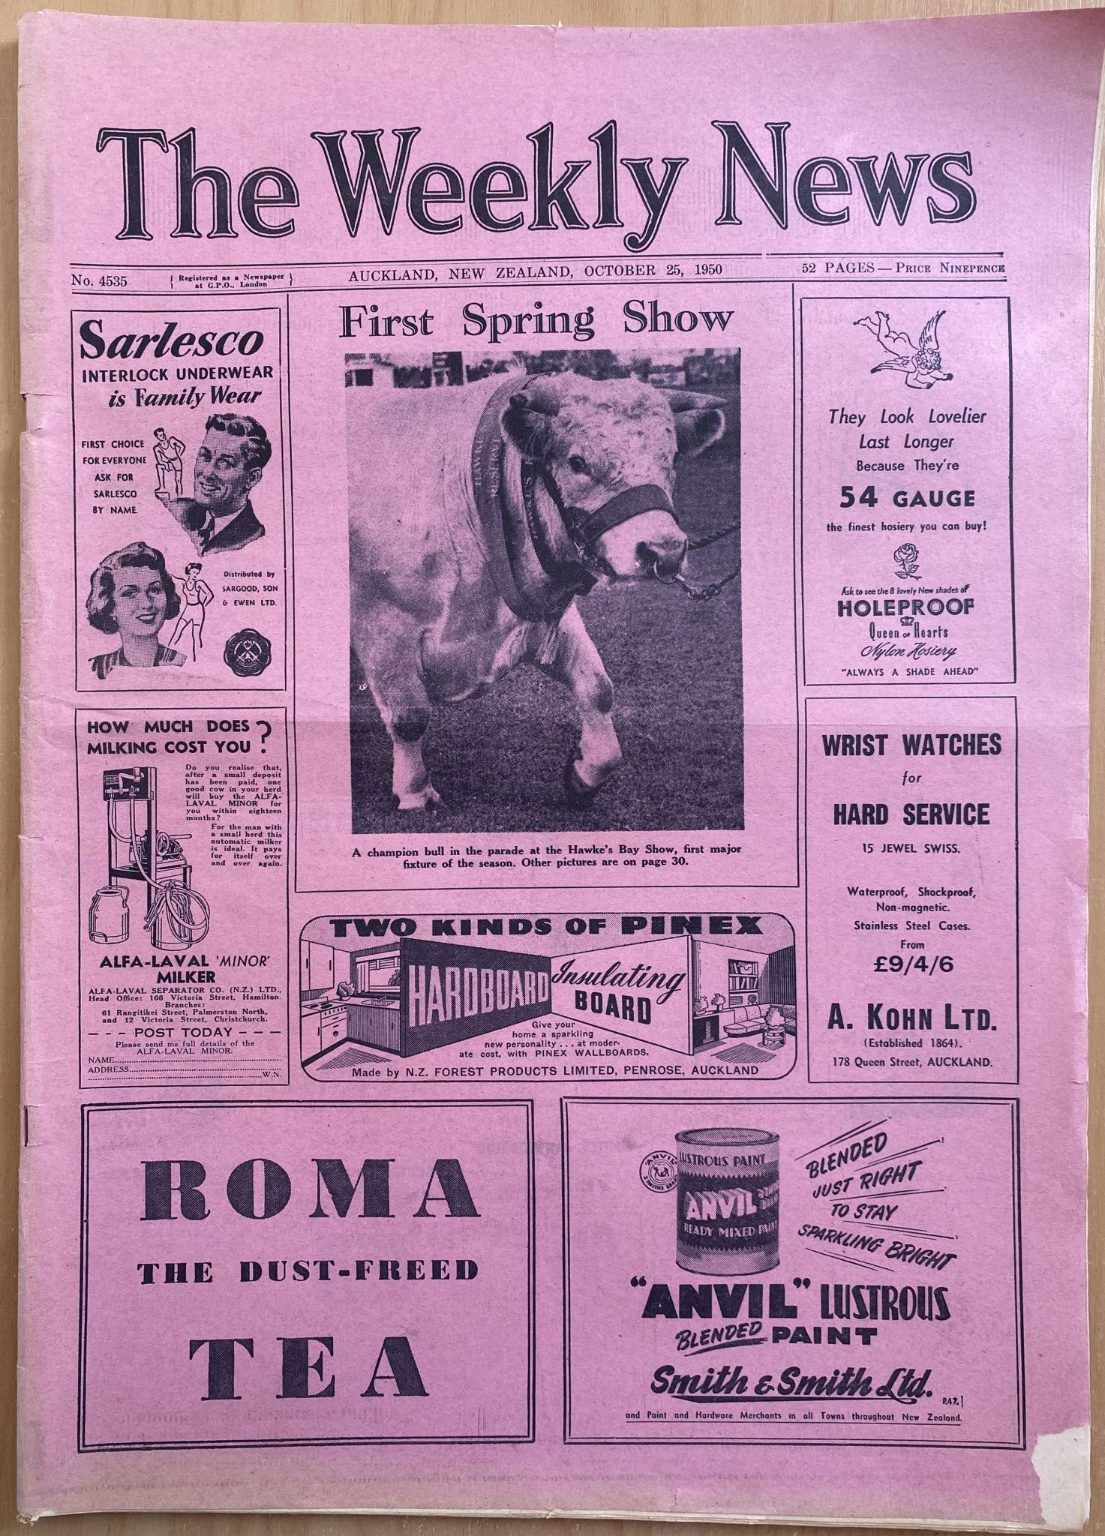 The Weekly News
No. 4535
Registered as a Newspaper
at G.P.O., London
AUCKLAND, NEW ZEALAND, OCTOBER 25, 1950
52 PAGES — PRICE NINEPENCE
Sarlesco
INTERLOCK UNDERWEAR
is Family Wear
FIRST CHOICE
FOR EVERYONE
ASK FOR
SARLESCO
BY NAME
Distributed by
SARGOOD, SON
& EWEN LTD.
HOW MUCH DOES
MILKING COST YOU?
Do you realise that,
after a small deposit
has been paid, one
good cow in your herd
will buy the ALFA-
LAVAL MINOR for
you within eighteen
months?
For the man with
a small herd this
automatic milker
is ideal. It pays
for itself over
and over again.
ALFA-LAVAL 'MINOR'
MILKER
ALFA-LAVAL SEPARATOR CO. (N.Z.) LTD.,
Head Office: 166 Victoria Street, Hamilton
Branches:
61 Rangitikei Street, Palmerston North,
and 12 Victoria Street, Christchurch.
--- POST TODAY ---
Please send me full details of the
ALFA-LAVAL MINOR.
NAME
ADDRESS
W.N.
First Spring Show
A champion bull in the parade at the Hawke's Bay Show, first major
fixture of the season. Other pictures are on page 30.
TWO KINDS OF PINEX
HARDBOARD
Insulating
BOARD
Give your
home a sparkling
new personality . . . at moder-
ate cost, with PINEX WALLBOARDS.
Made by N.Z. FOREST PRODUCTS LIMITED, PENROSE, AUCKLAND
They Look Lovelier
Last Longer
Because They're
54 GAUGE
the finest hosiery you can buy!
Ask to see the 8 lovely New shades of
HOLEPROOF
Queen of Hearts
Nylon Hosiery
"ALWAYS A SHADE AHEAD"
WRIST WATCHES
for
HARD SERVICE
15 JEWEL SWISS.
Waterproof, Shockproof,
Non-magnetic.
Stainless Steel Cases.
From
£9/4/6
A. KOHN LTD.
(Established 1864).
178 Queen Street, AUCKLAND.
ROMA
THE DUST-FREED
TEA
LUSTROUS PAINT
ANVIL
READY MIXED PAINT
BLENDED
JUST RIGHT
TO STAY
SPARKLING BRIGHT
"ANVIL" LUSTROUS
BLENDED PAINT
Smith & Smith Ltd.
P.47.
and Paint and Hardware Merchants in all Towns throughout New Zealand.